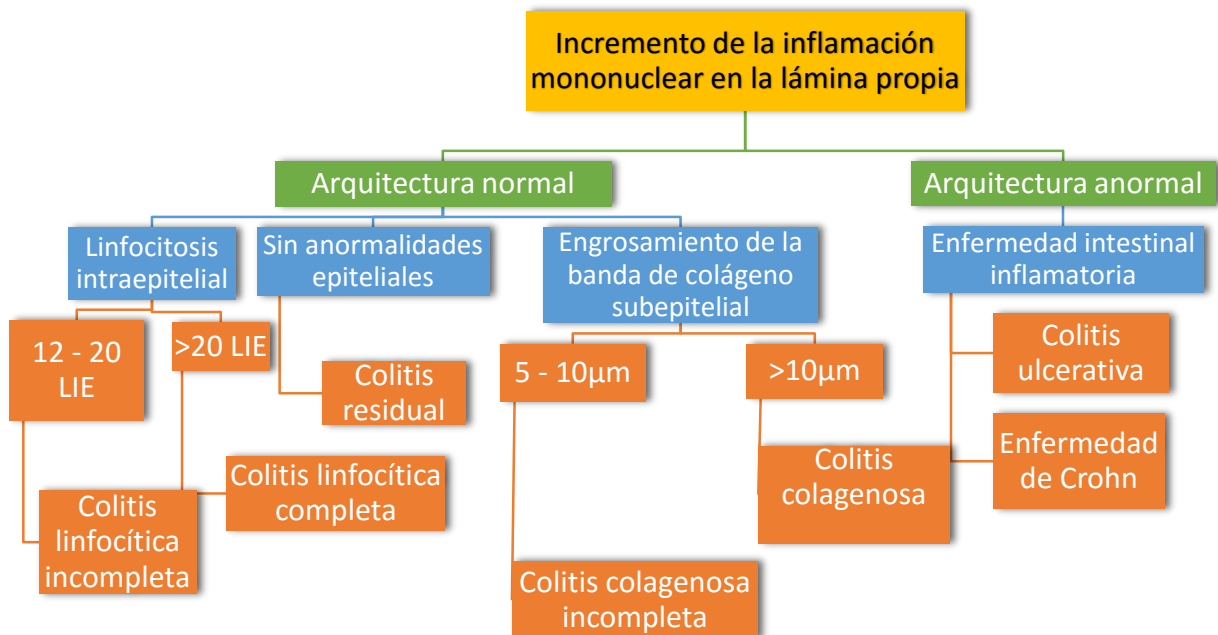 Incremento de la inflamación
mononuclear en la lámina propia
Arquitectura normal
Arquitectura anormal
Linfocitosis
intraepitelial
Sin anormalidades
epiteliales
Engrosamiento de la
banda de colágeno
subepitelial
Enfermedad intestinal
inflamatoria
12 - 20
LIE
>20 LIE
Colitis
residual
5 - 10µm
>10µm
Colitis
ulcerativa
Colitis
linfocítica
incompleta
Colitis linfocítica
completa
Colitis colagenosa
incompleta
Colitis
colagenosa
Enfermedad
de Crohn